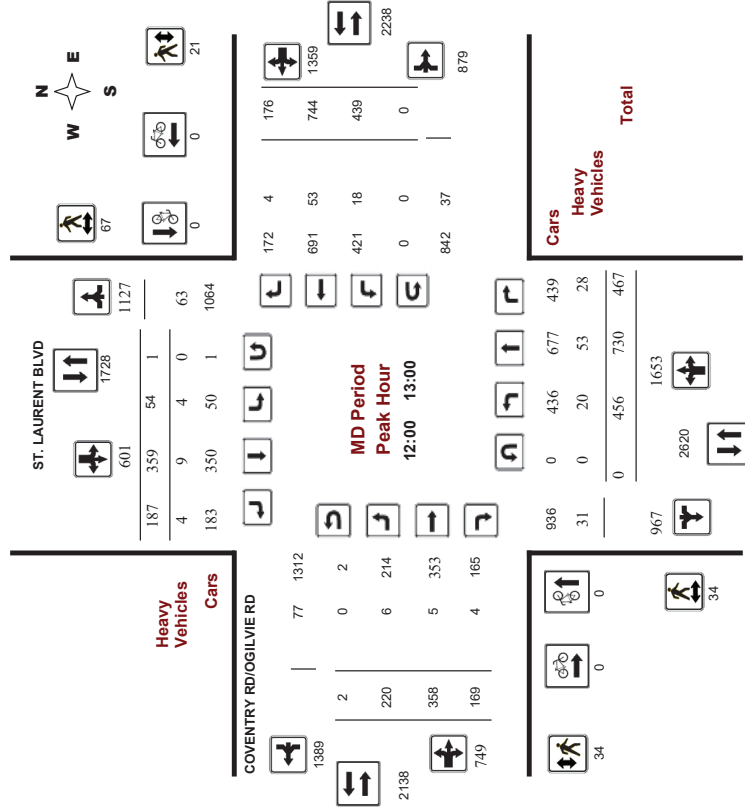 N
W E
S
67
21
0
0
ST. LAURENT BLVD
1728
601
1127
187 359 54 1
4 9 4 0 63
183 350 50 1 1064
Heavy
Vehicles
Cars
2238
1359
879
172 4 176
691 53 744
421 18 439
0 0 0
842 37
MD Period
Peak Hour
12:00 13:00
COVENTRY RD/OGILVIE RD
77 1312
2 0 2
220 6 214
358 5 353
169 4 165
1389
2138
749
Cars
Heavy
Vehicles
Total
936 0 436 677 439
31 0 20 53 28
0 456 730 467
967
1653
2620
0
0
34
34